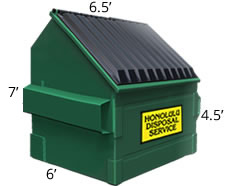 6.5’
7’
HONOLULU
DISPOSAL
SERVICE
4.5’
6’